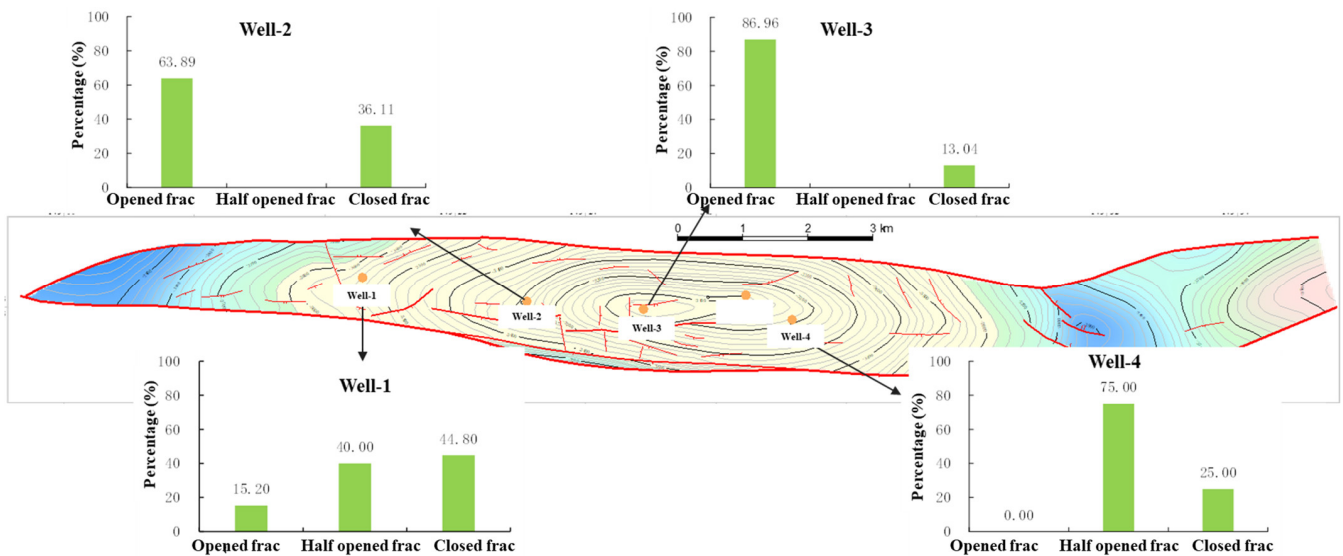 Well-2
Percentage (%)
100
80
60
40
20
0
63.89
36.11
Opened frac Half opened frac Closed frac
Well-3
Percentage (%)
100
80
60
40
20
0
86.96
13.04
Opened frac Half opened frac Closed frac
0 1 2 3 km
Well-1
Well-2
Well-3
Well-4
Well-1
Percentage (%)
100
80
60
40
20
0
15.20
40.00
44.80
Opened frac Half opened frac Closed frac
Well-4
Percentage (%)
100
80
60
40
20
0
0.00
75.00
25.00
Opened frac Half opened frac Closed frac